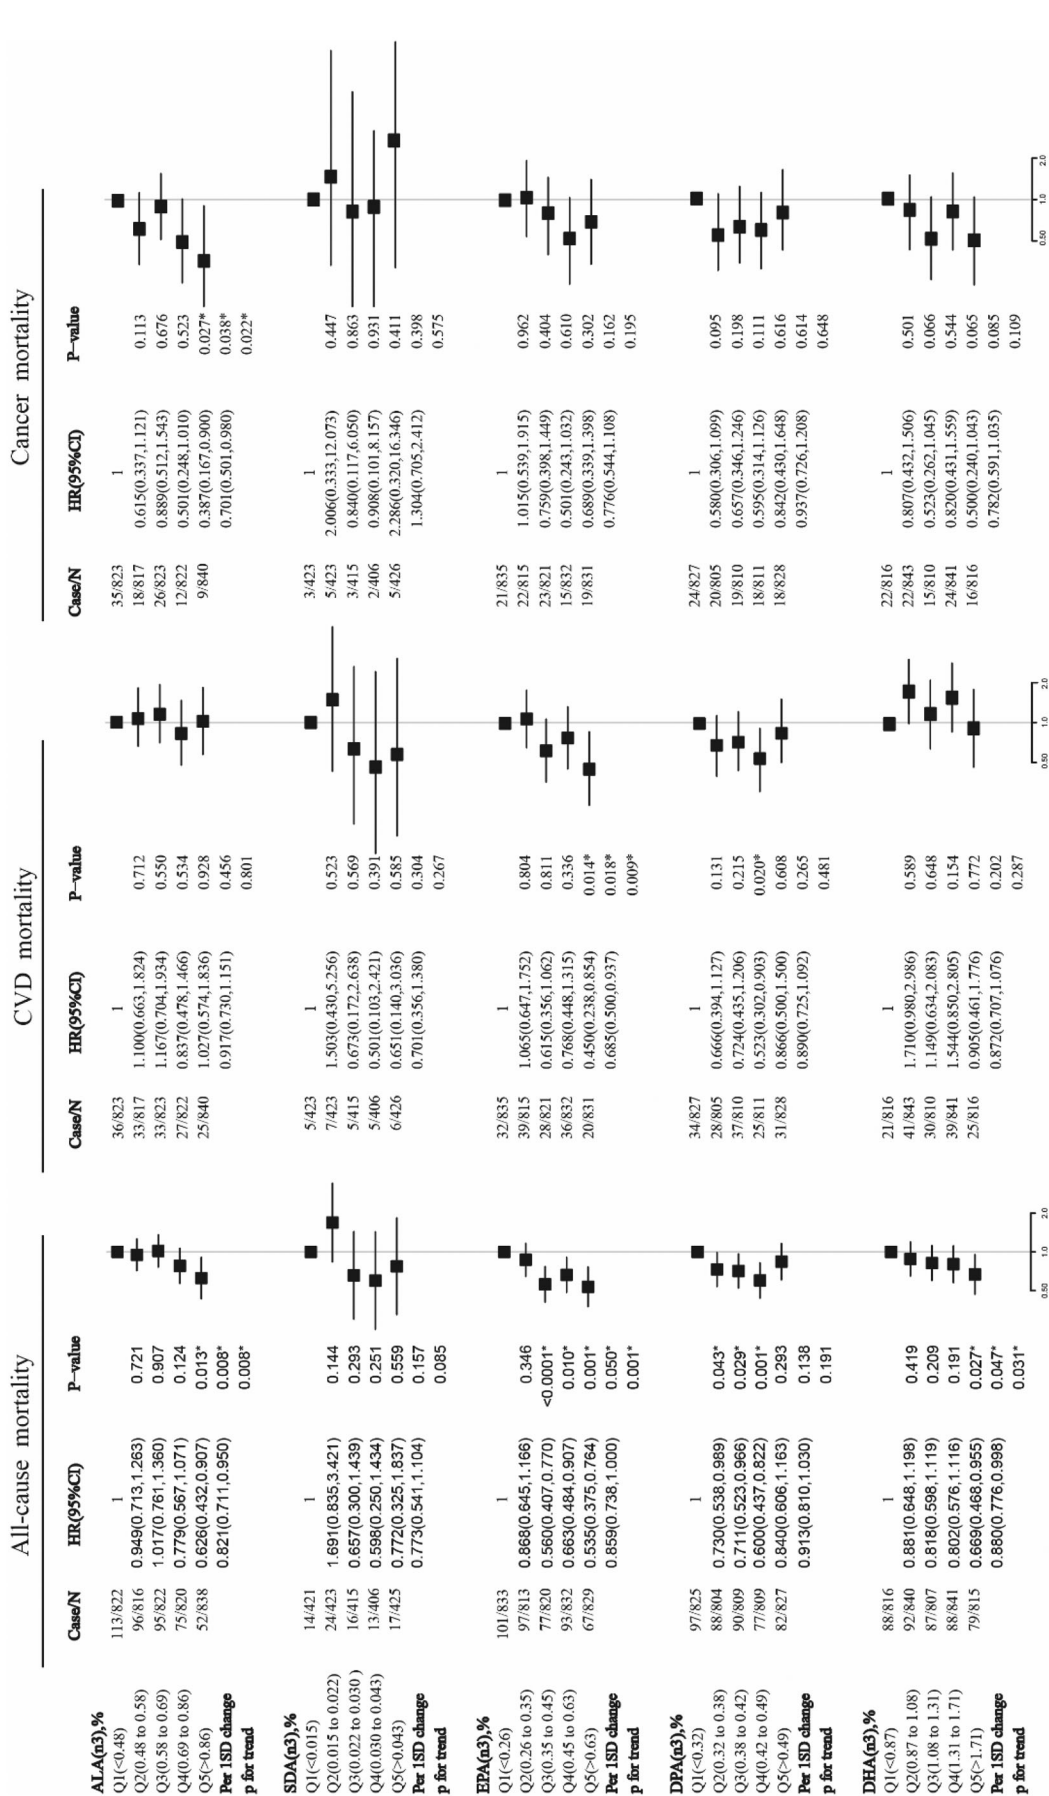 All-cause mortality CVD mortality Cancer mortality
Case/N HR(95%CI) P-value Case/N HR(95%CI) P-value Case/N HR(95%CI) P-value
ALA(n3),%
Q1(<0.48) 113/822 1 36/823 1 35/823 1
Q2(0.48 to 0.58) 96/816 0.949(0.713,1.263) 0.721 33/817 1.100(0.663,1.824) 0.712 18/817 0.615(0.337,1.121) 0.113
Q3(0.58 to 0.69) 95/822 1.017(0.761,1.360) 0.907 33/823 1.167(0.704,1.934) 0.550 26/823 0.889(0.512,1.543) 0.676
Q4(0.69 to 0.86) 75/820 0.779(0.567,1.071) 0.124 27/822 0.837(0.478,1.466) 0.534 12/822 0.501(0.248,1.010) 0.523
Q5(>0.86) 52/838 0.626(0.432,0.907) 0.013* 25/840 1.027(0.574,1.836) 0.928 9/840 0.387(0.167,0.900) 0.027*
Per 1SD change 0.821(0.711,0.950) 0.008* 0.917(0.730,1.151) 0.456 0.701(0.501,0.980) 0.038*
p for trend 0.008* 0.801 0.022*
SDA(n3),%
Q1(<0.015) 14/421 1 5/423 1 3/423 1
Q2(0.015 to 0.022) 24/423 1.691(0.835,3.421) 0.144 7/423 1.503(0.430,5.256) 0.523 5/423 2.006(0.333,12.073) 0.447
Q3(0.022 to 0.030 ) 16/415 0.657(0.300,1.439) 0.293 5/415 0.673(0.172,2.638) 0.569 3/415 0.840(0.117,6.050) 0.863
Q4(0.030 to 0.043) 13/406 0.598(0.250,1.434) 0.251 5/406 0.501(0.103,2.421) 0.391 2/406 0.908(0.101,8.157) 0.931
Q5(>0.043) 17/425 0.772(0.325,1.837) 0.559 6/426 0.651(0.140,3.036) 0.585 5/426 2.286(0.320,16.346) 0.411
Per 1SD change 0.773(0.541,1.104) 0.157 0.701(0.356,1.380) 0.304 1.304(0.705,2.412) 0.398
p for trend 0.085 0.267 0.575
EPA(n3),%
Q1(<0.26) 101/833 1 32/835 1 21/835 1
Q2(0.26 to 0.35) 97/813 0.868(0.645,1.166) 0.346 39/815 1.065(0.647,1.752) 0.804 22/815 1.015(0.539,1.915) 0.962
Q3(0.35 to 0.45) 77/820 0.560(0.407,0.770) <0.0001* 28/821 0.615(0.356,1.062) 0.811 23/821 0.759(0.398,1.449) 0.404
Q4(0.45 to 0.63) 93/832 0.663(0.484,0.907) 0.010* 36/832 0.768(0.448,1.315) 0.336 15/832 0.501(0.243,1.032) 0.610
Q5(>0.63) 67/829 0.535(0.375,0.764) 0.001* 20/831 0.450(0.238,0.854) 0.014* 19/831 0.689(0.339,1.398) 0.302
Per 1SD change 0.859(0.738,1.000) 0.050* 0.685(0.500,0.937) 0.018* 0.776(0.544,1.108) 0.162
p for trend 0.001* 0.009* 0.195
DPA(n3),%
Q1(<0.32) 97/825 1 34/827 1 24/827 1
Q2(0.32 to 0.38) 88/804 0.730(0.538,0.989) 0.043* 28/805 0.666(0.394,1.127) 0.131 20/805 0.580(0.306,1.099) 0.095
Q3(0.38 to 0.42) 90/809 0.711(0.523,0.966) 0.029* 37/810 0.724(0.435,1.206) 0.215 19/810 0.657(0.346,1.246) 0.198
Q4(0.42 to 0.49) 77/809 0.600(0.437,0.822) 0.001* 25/811 0.523(0.302,0.903) 0.020* 18/811 0.595(0.314,1.126) 0.111
Q5(>0.49) 82/827 0.840(0.606,1.163) 0.293 31/828 0.866(0.500,1.500) 0.608 18/828 0.842(0.430,1.648) 0.616
Per 1SD change 0.913(0.810,1.030) 0.138 0.890(0.725,1.092) 0.265 0.937(0.726,1.208) 0.614
p for trend 0.191 0.481 0.648
DHA(n3),%
Q1(<0.87) 88/816 1 21/816 1 22/816 1
Q2(0.87 to 1.08) 92/840 0.881(0.648,1.198) 0.419 41/843 1.710(0.980,2.986) 0.589 22/843 0.807(0.432,1.506) 0.501
Q3(1.08 to 1.31) 87/807 0.818(0.598,1.119) 0.209 30/810 1.149(0.634,2.083) 0.648 15/810 0.523(0.262,1.045) 0.066
Q4(1.31 to 1.71) 88/841 0.802(0.576,1.116) 0.191 39/841 1.544(0.850,2.805) 0.154 24/841 0.820(0.431,1.559) 0.544
Q5(>1.71) 79/815 0.669(0.468,0.955) 0.027* 25/816 0.905(0.461,1.776) 0.772 16/816 0.500(0.240,1.043) 0.065
Per 1SD change 0.880(0.776,0.998) 0.047* 0.872(0.707,1.076) 0.202 0.782(0.591,1.035) 0.085
p for trend 0.031* 0.287 0.109
0.50 1.0 2.0 0.50 1.0 2.0 0.50 1.0 2.0